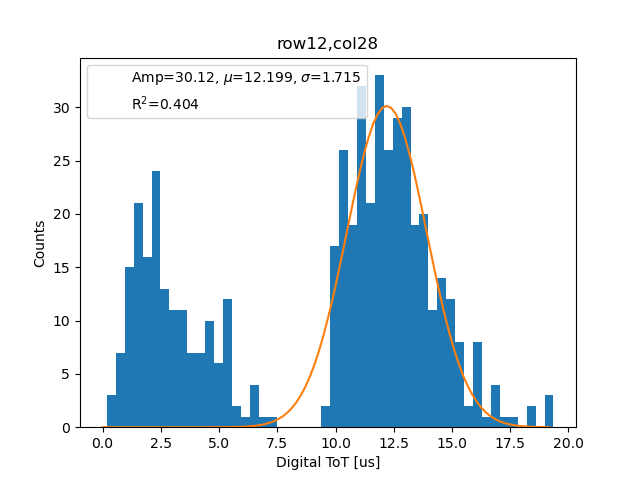 row12,col28
Amp=30.12, μ=12.199, σ=1.715
R²=0.404
30
25
20
15
10
5
0
Counts
0.0 2.5 5.0 7.5 10.0 12.5 15.0 17.5 20.0
Digital ToT [us]